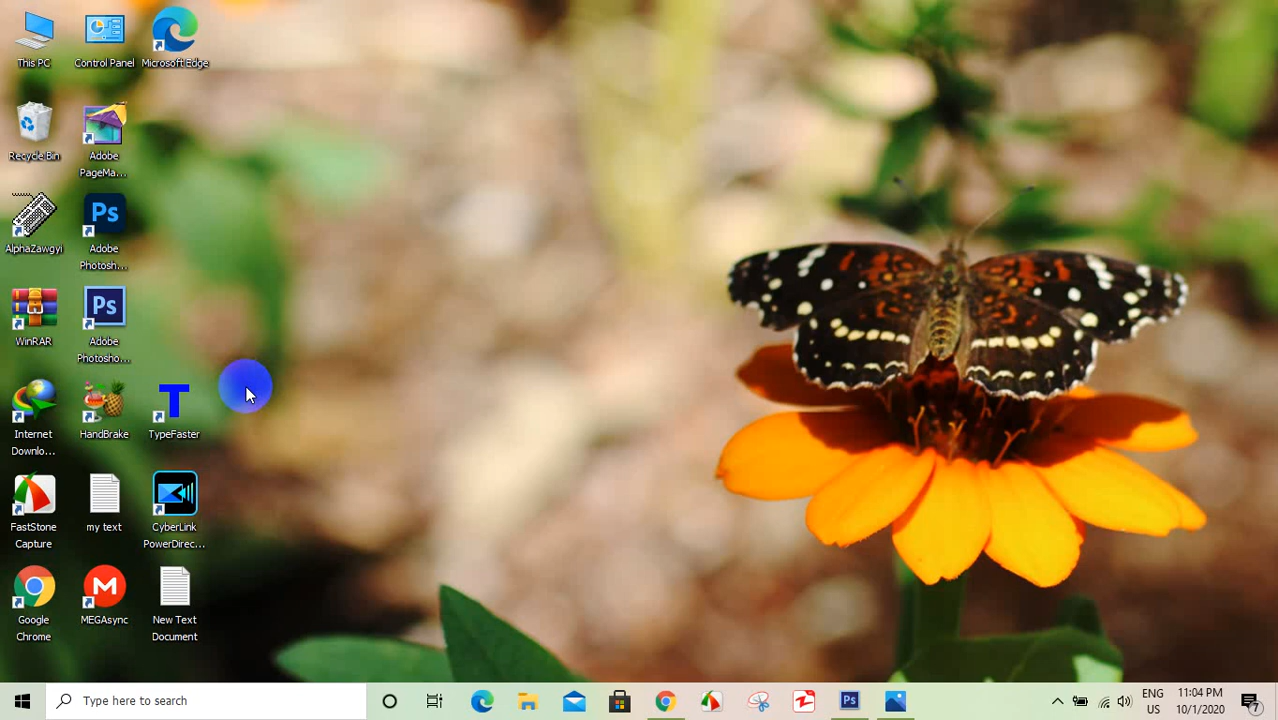 This PC
Control Panel
Microsoft Edge
Recycle Bin
Adobe
PageMa...
AlphaZawgyi
Ps
Adobe
Photosh...
WinRAR
Ps
Adobe
Photosho...
Internet
Downlo...
HandBrake
T
TypeFaster
FastStone
Capture
my text
CyberLink
PowerDirec...
Google
Chrome
M
MEGAsync
New Text
Document
Type here to search
Ps
ENG
US
11:04 PM
10/1/2020
7